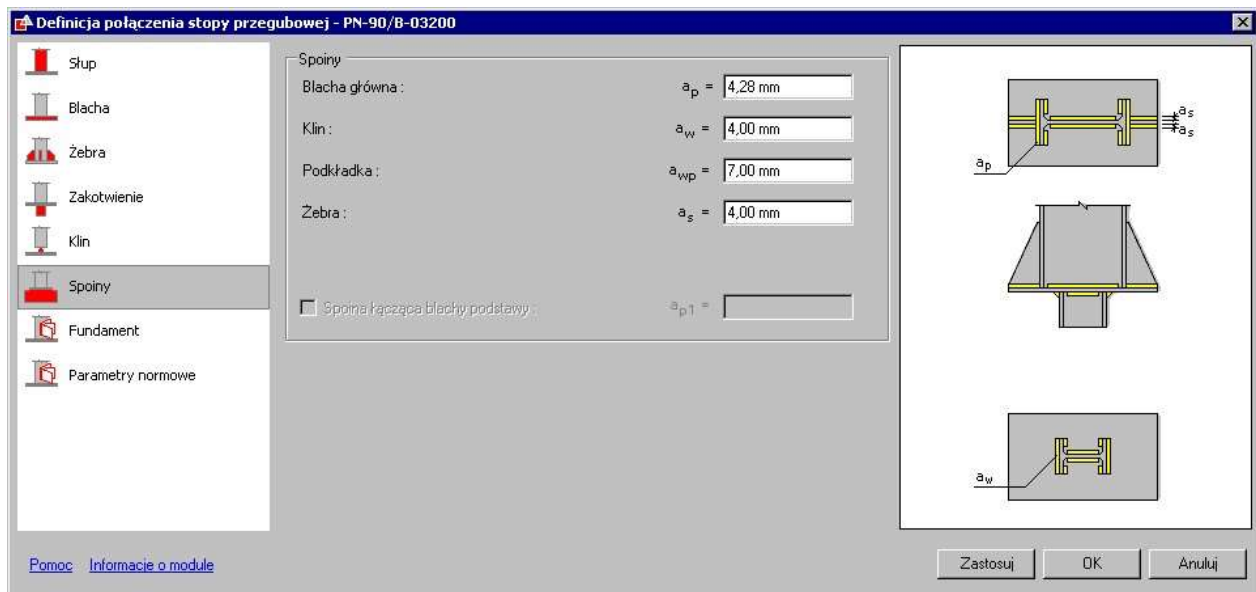 Definicja połączenia stopy przegubowej - PN-90/B-03200
Słup
Blacha
Żebra
Zakotwienie
Klin
Spoiny
Fundament
Parametry normowe
Spoiny
Blacha główna : ap = 4,28 mm
Klin : aw = 4,00 mm
Podkładka : awp = 7,00 mm
Żebra : as = 4,00 mm
Spoina łącząca blachy podstawy : ap1 =
as
as
ap
aw
Pomoc Informacje o module
Zastosuj OK Anuluj